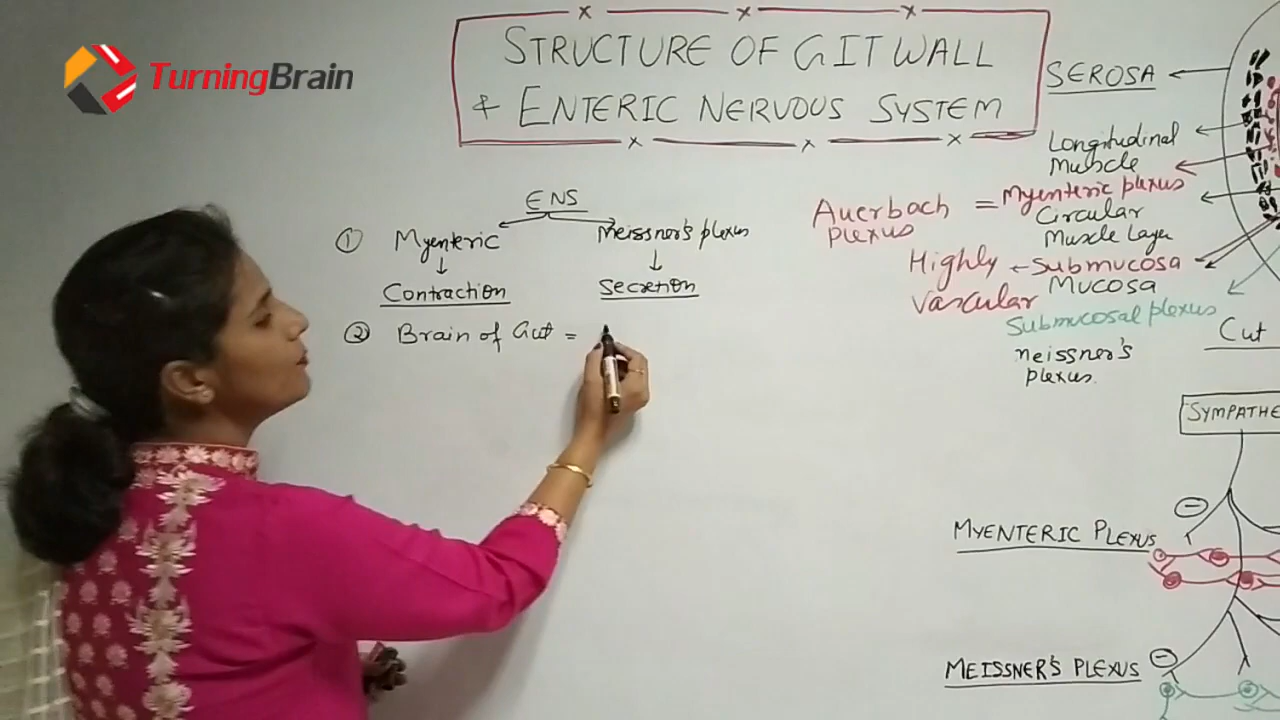 TurningBrain
STRUCTURE OF GIT WALL
+ ENTERIC NERVOUS SYSTEM
ENS
① Myenteric
Meissner's plexus
Contraction
Secretion
② Brain of Gut =
SEROSA
Longitudinal
Muscle
Auerbach = Myenteric plexus
plexus
Circular
Muscle Layer
Highly ← Submucosa
Vascular
Mucosa
Submucosal plexus
neissner's
plexus.
Cut
SYMPATHE
MYENTERIC PLEXUS
MEISSNER'S PLEXUS